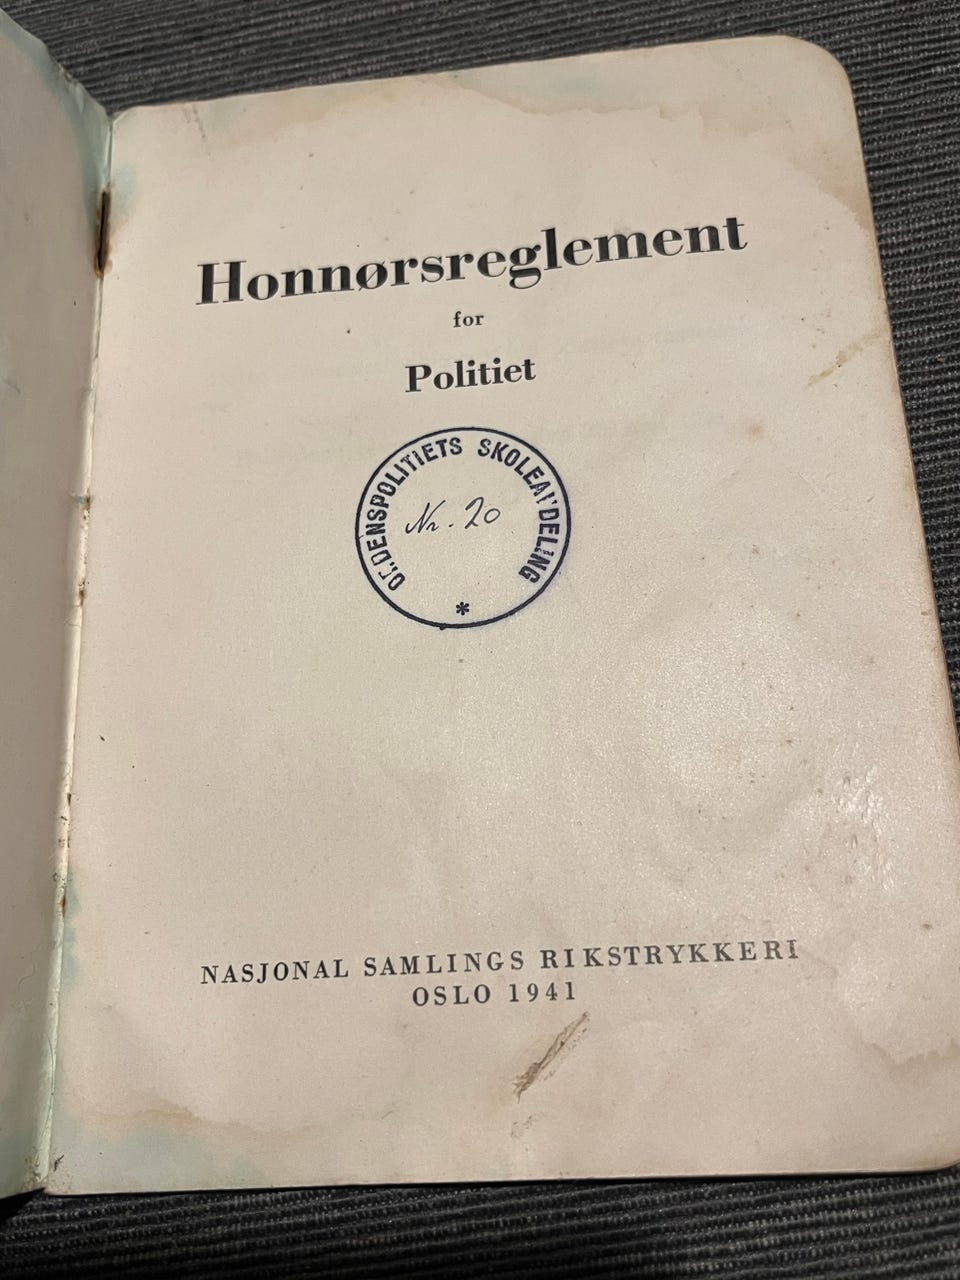 Honnørsreglement
for
Politiet
ORDENSPOLITIETS SKOLEAVDELING
Nr. 20
*
NASJONAL SAMLINGS RIKSTRYKKERI
OSLO 1941